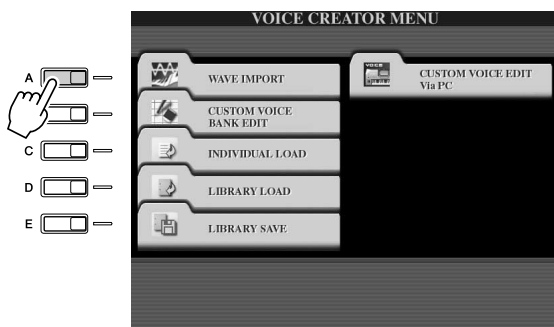 VOICE CREATOR MENU
A
WAVE IMPORT
CUSTOM VOICE EDIT
Via PC
CUSTOM VOICE
BANK EDIT
C
INDIVIDUAL LOAD
D
LIBRARY LOAD
E
LIBRARY SAVE